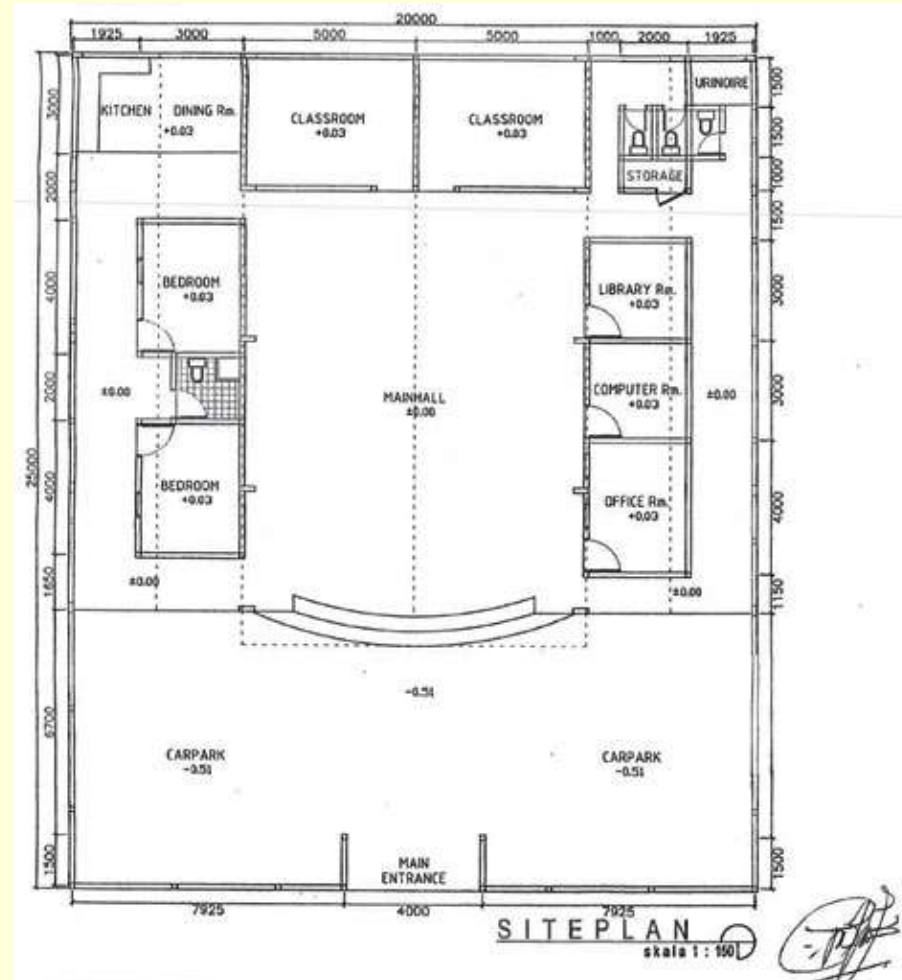 20000
1925 3000 5000 5000 1000 2000 1925
KITCHEN DINING Rm.
+0.03
CLASSROOM
+0.03
CLASSROOM
+0.03
URINOIRE
STORAGE
BEDROOM
+0.03
LIBRARY Rm.
+0.03
±0.00
MAINHALL
±0.00
COMPUTER Rm.
+0.03
±0.00
BEDROOM
+0.03
OFFICE Rm.
+0.03
±0.00
±0.00
-0.51
CARPARK
-0.51
CARPARK
-0.51
MAIN
ENTRANCE
25000
2000
4000
2000
4000
1650
6700
1500
1500
1500
1000
1500
3000
3000
4000
1150
1500
7925 4000 7925
SITEPLAN
skala 1 : 150